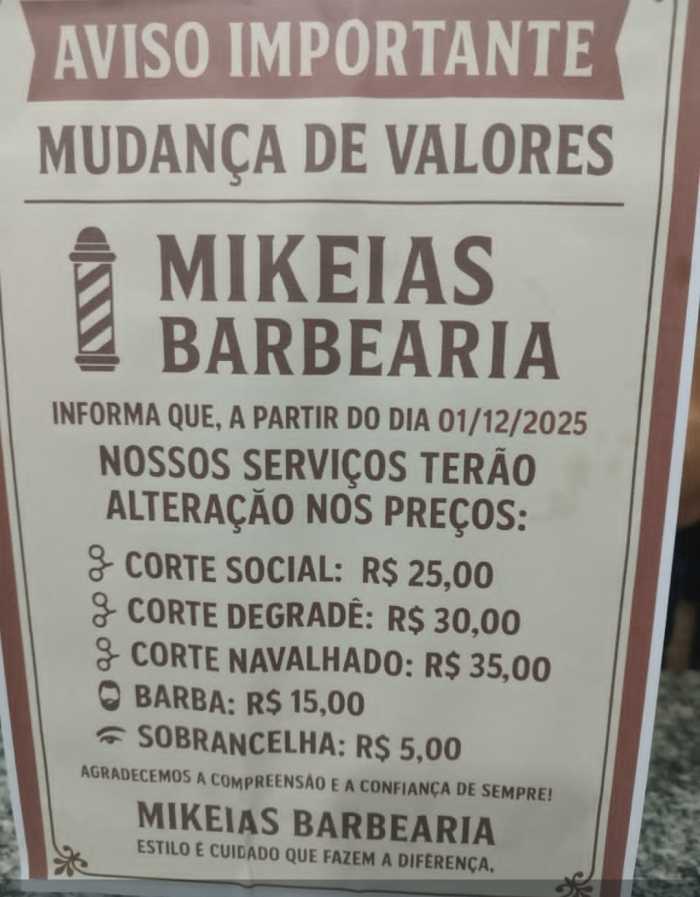 AVISO IMPORTANTE
MUDANÇA DE VALORES
MIKEIAS
BARBEARIA
INFORMA QUE, A PARTIR DO DIA 01/12/2025
NOSSOS SERVIÇOS TERÃO
ALTERAÇÃO NOS PREÇOS:
CORTE SOCIAL: R$ 25,00
CORTE DEGRADÊ: R$ 30,00
CORTE NAVALHADO: R$ 35,00
BARBA: R$ 15,00
SOBRANCELHA: R$ 5,00
AGRADECEMOS A COMPREENSÃO E A CONFIANÇA DE SEMPRE!
MIKEIAS BARBEARIA
ESTILO E CUIDADO QUE FAZEM A DIFERENÇA.